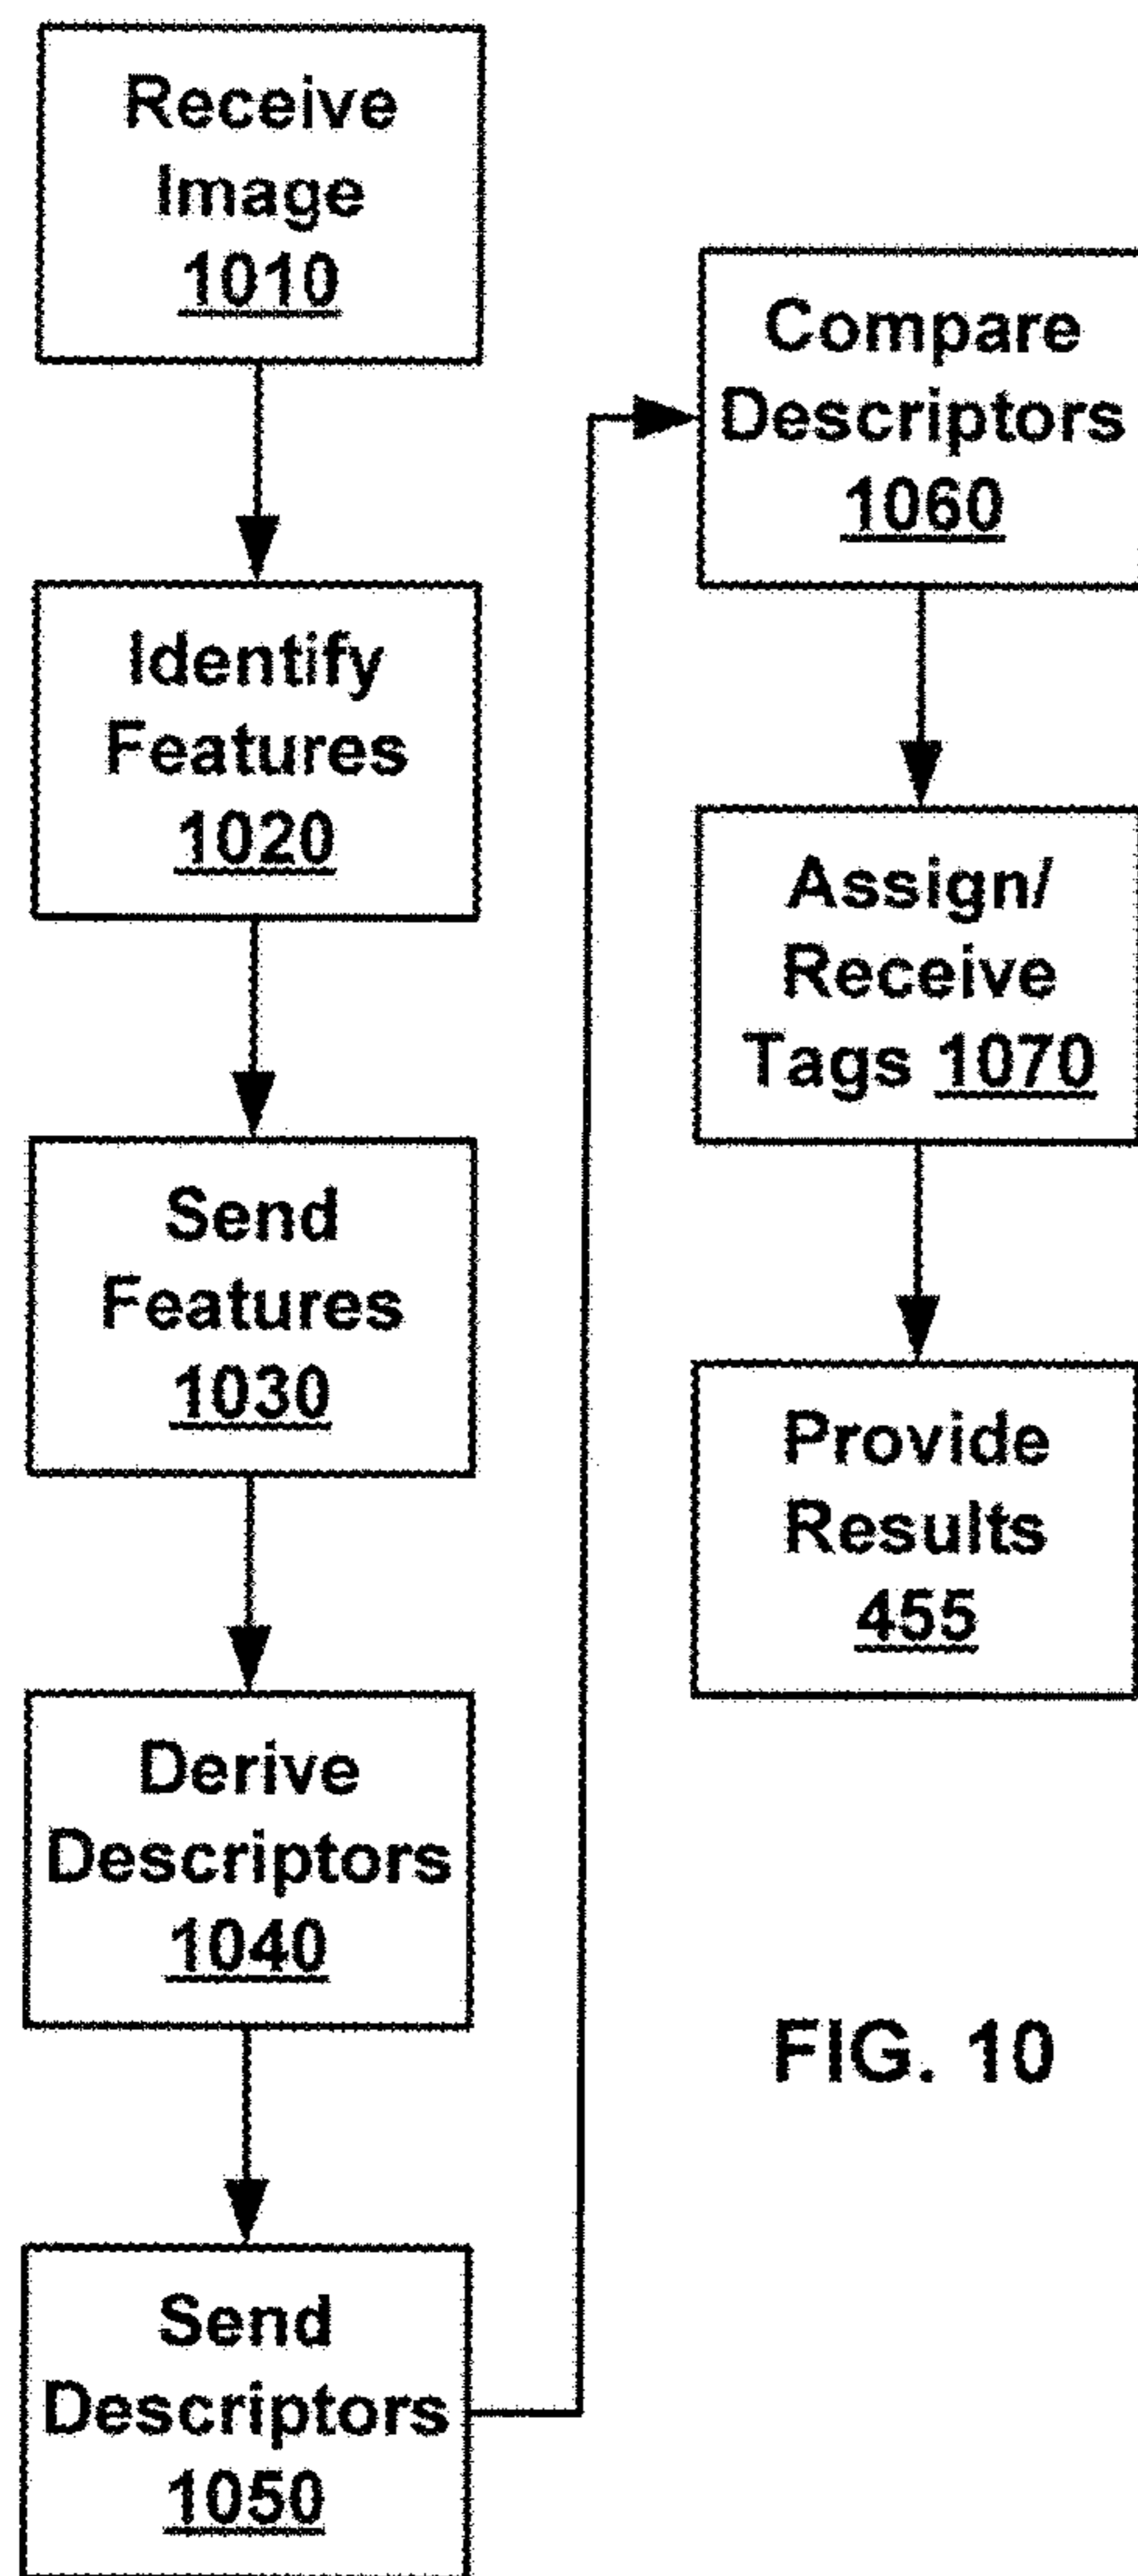 Receive
Image
1010
Identify
Features
1020
Send
Features
1030
Derive
Descriptors
1040
Send
Descriptors
1050
Compare
Descriptors
1060
Assign/
Receive
Tags 1070
Provide
Results
455
FIG. 10